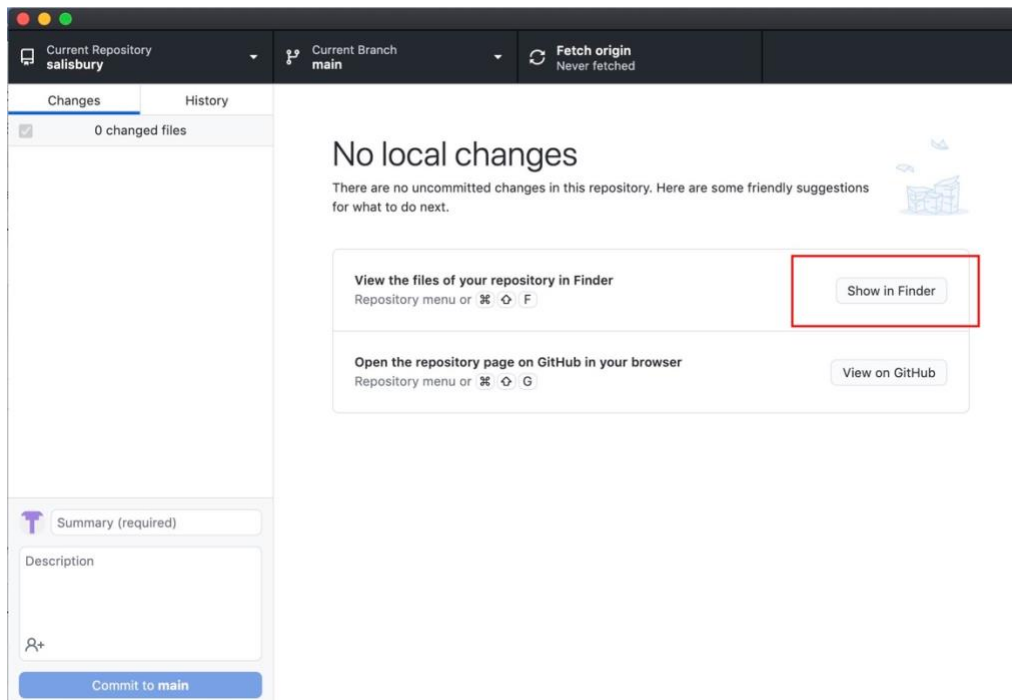 Current Repository
salisbury
Current Branch
main
Fetch origin
Never fetched
Changes
History
0 changed files
No local changes
There are no uncommitted changes in this repository. Here are some friendly suggestions
for what to do next.
View the files of your repository in Finder
Repository menu or ⌘ ⇧ F
Show in Finder
Open the repository page on GitHub in your browser
Repository menu or ⌘ ⇧ G
View on GitHub
Summary (required)
Description
Commit to main